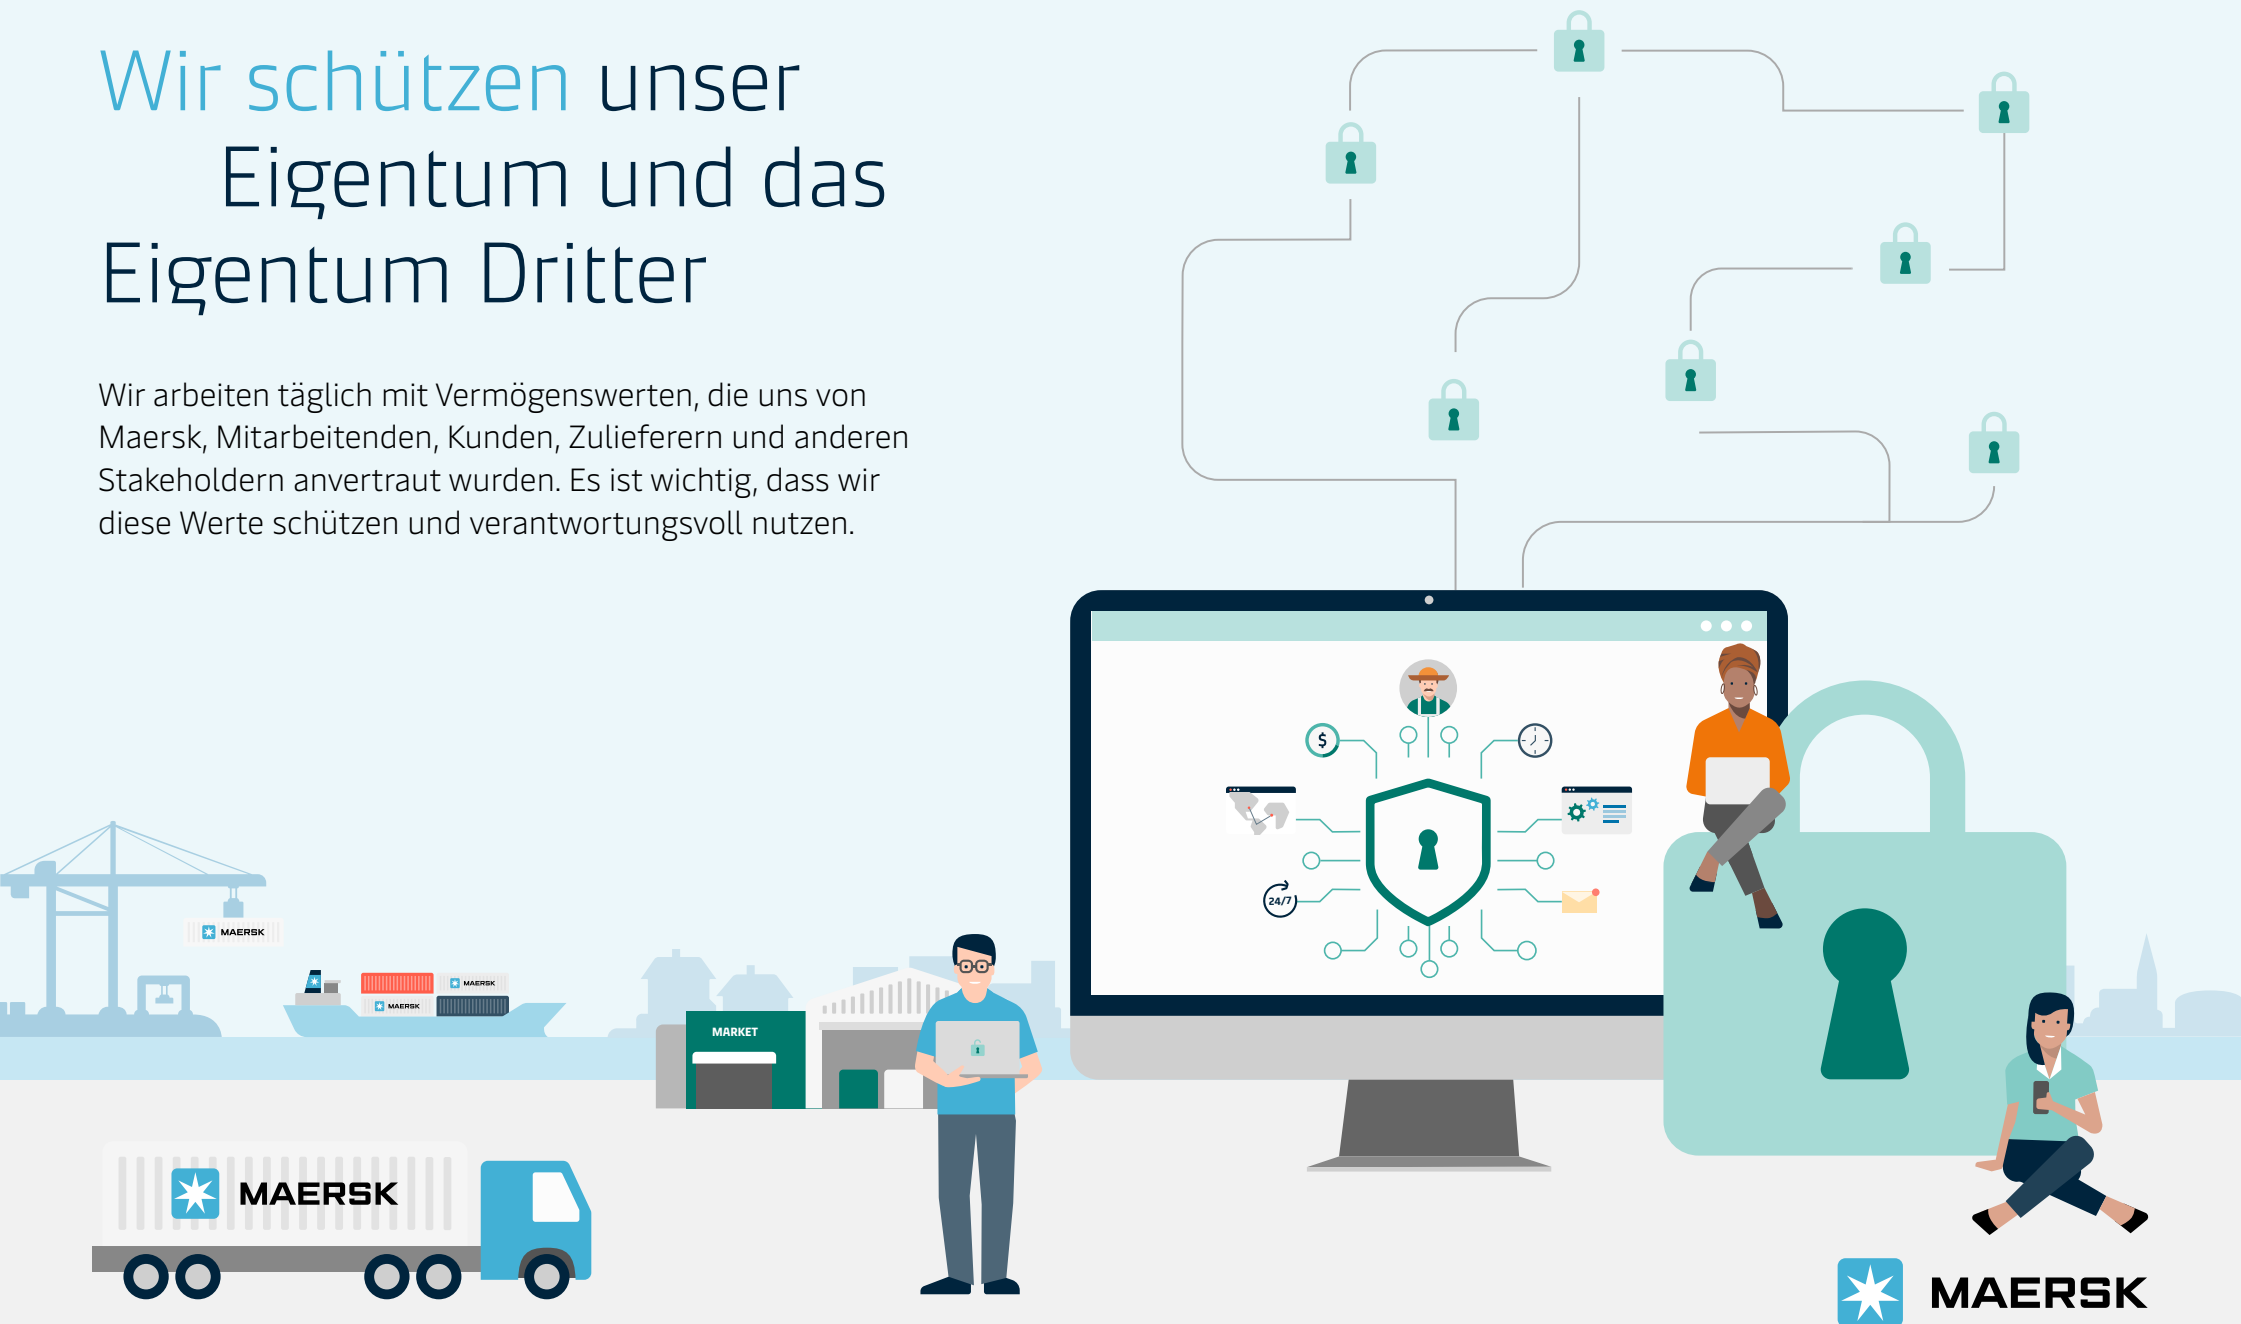 Wir schützen unser
Eigentum und das
Eigentum Dritter
Wir arbeiten täglich mit Vermögenswerten, die uns von
Maersk, Mitarbeitenden, Kunden, Zulieferern und anderen
Stakeholdern anvertraut wurden. Es ist wichtig, dass wir
diese Werte schützen und verantwortungsvoll nutzen.
$
24/7
MAERSK
MAERSK
MAERSK
MARKET
MAERSK
MAERSK